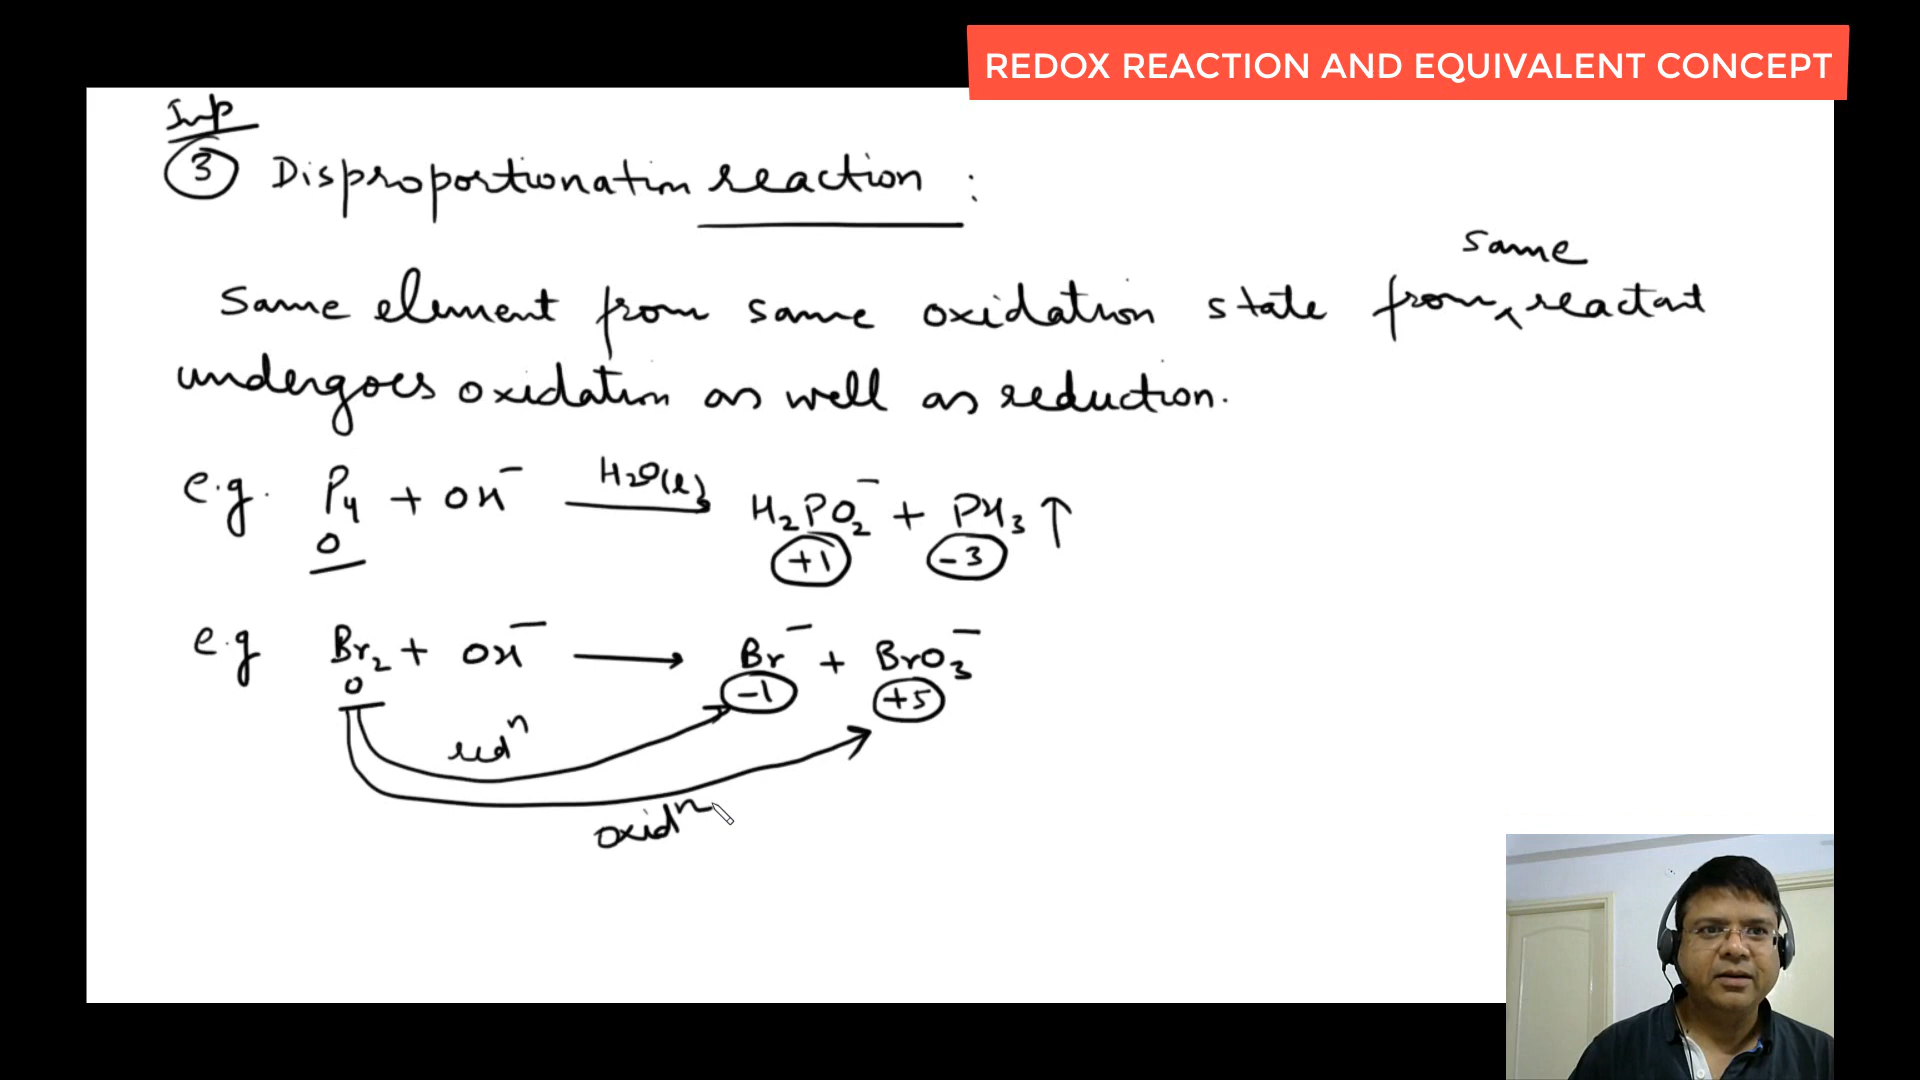 REDOX REACTION AND EQUIVALENT CONCEPT
Imp
③ Disproportionation reaction :
same
Same element from same oxidation state from ‸ reactant
undergoes oxidation as well as reduction.
H₂O(l)
e.g. P₄ + OH⁻ ⟶ H₂PO₂⁻ + PH₃ ↑
0 +1 -3
e.g Br₂ + OH⁻ ⟶ Br⁻ + BrO₃⁻
0 -1 +5
redⁿ
oxidⁿ